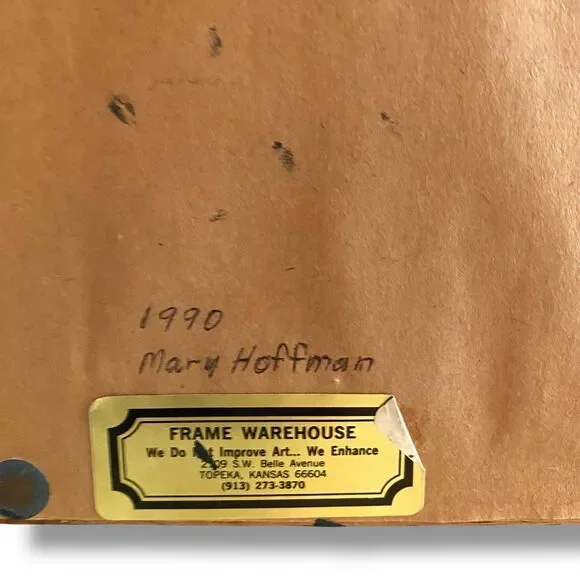 1990
Mary Hoffman
FRAME WAREHOUSE
We Do Not Improve Art... We Enhance
S.W. Belle Avenue
TOPEKA, KANSAS 66604
(913) 273-3870